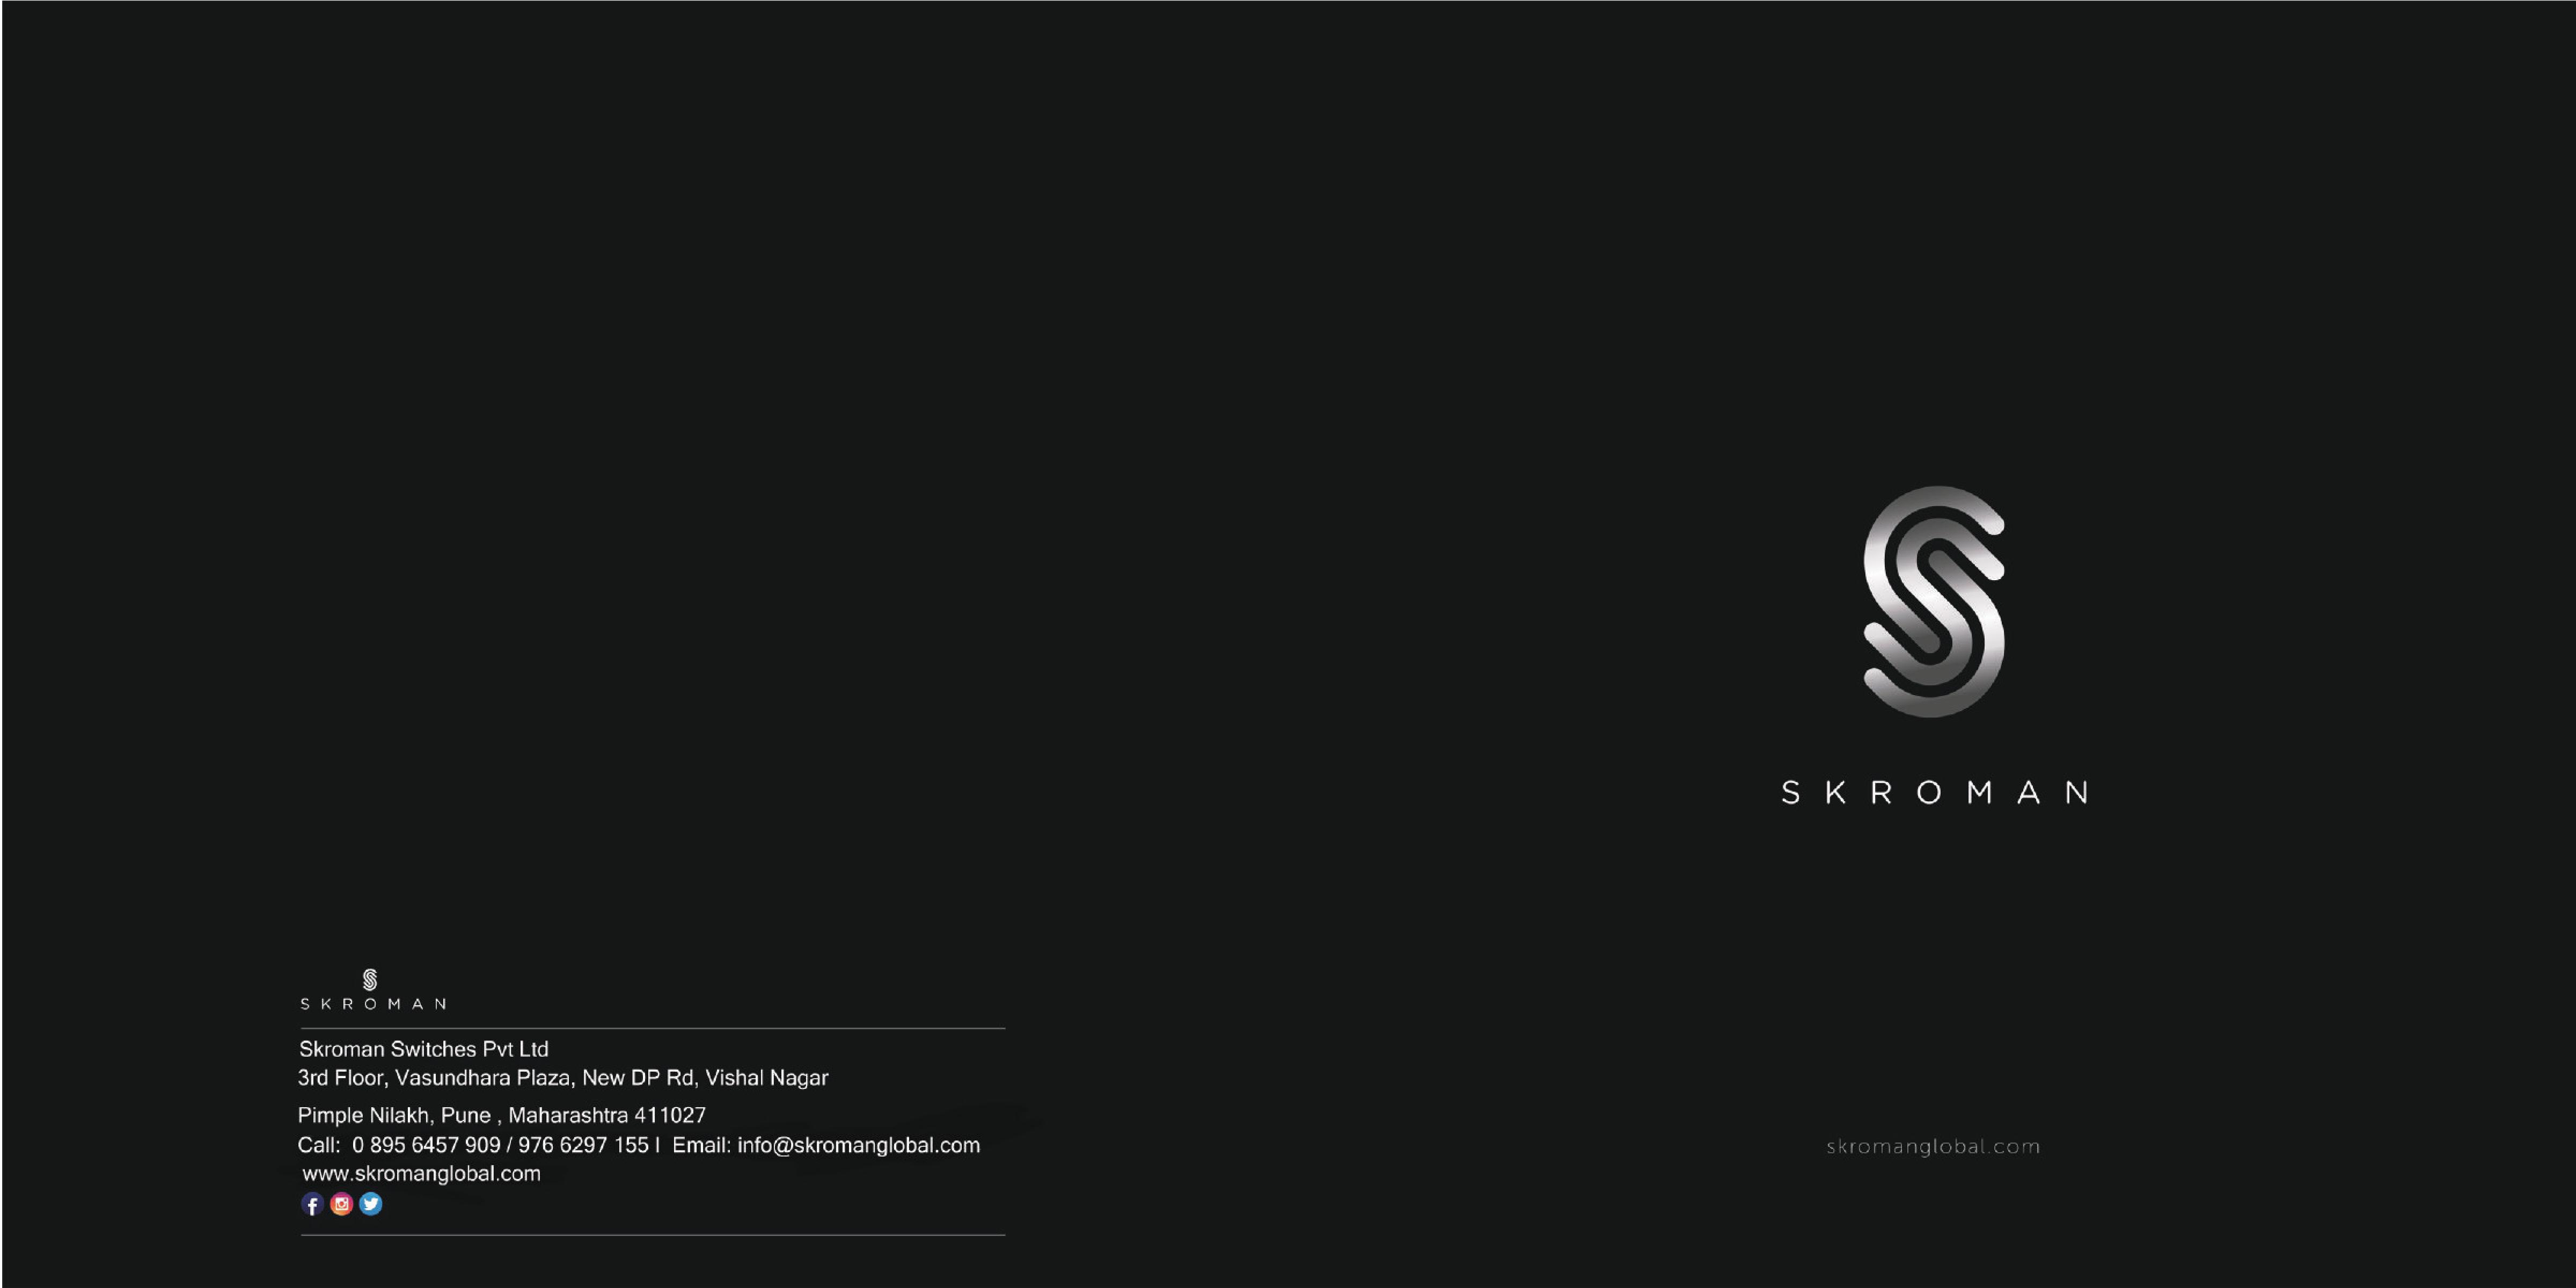 SKROMAN
Skroman Switches Pvt Ltd
3rd Floor, Vasundhara Plaza, New DP Rd, Vishal Nagar
Pimple Nilakh, Pune , Maharashtra 411027
Call:  0 895 6457 909 / 976 6297 155 I  Email: info@skromanglobal.com
www.skromanglobal.com
SKROMAN
skromanglobal.com